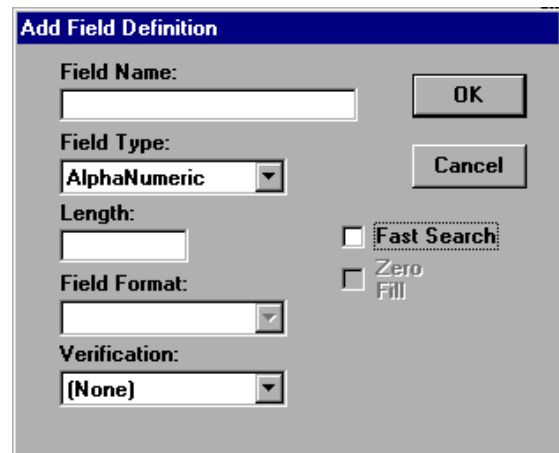 Add Field Definition
Field Name:
OK
Field Type:
AlphaNumeric
Cancel
Length:
Fast Search
Zero
Fill
Field Format:
Verification:
(None)